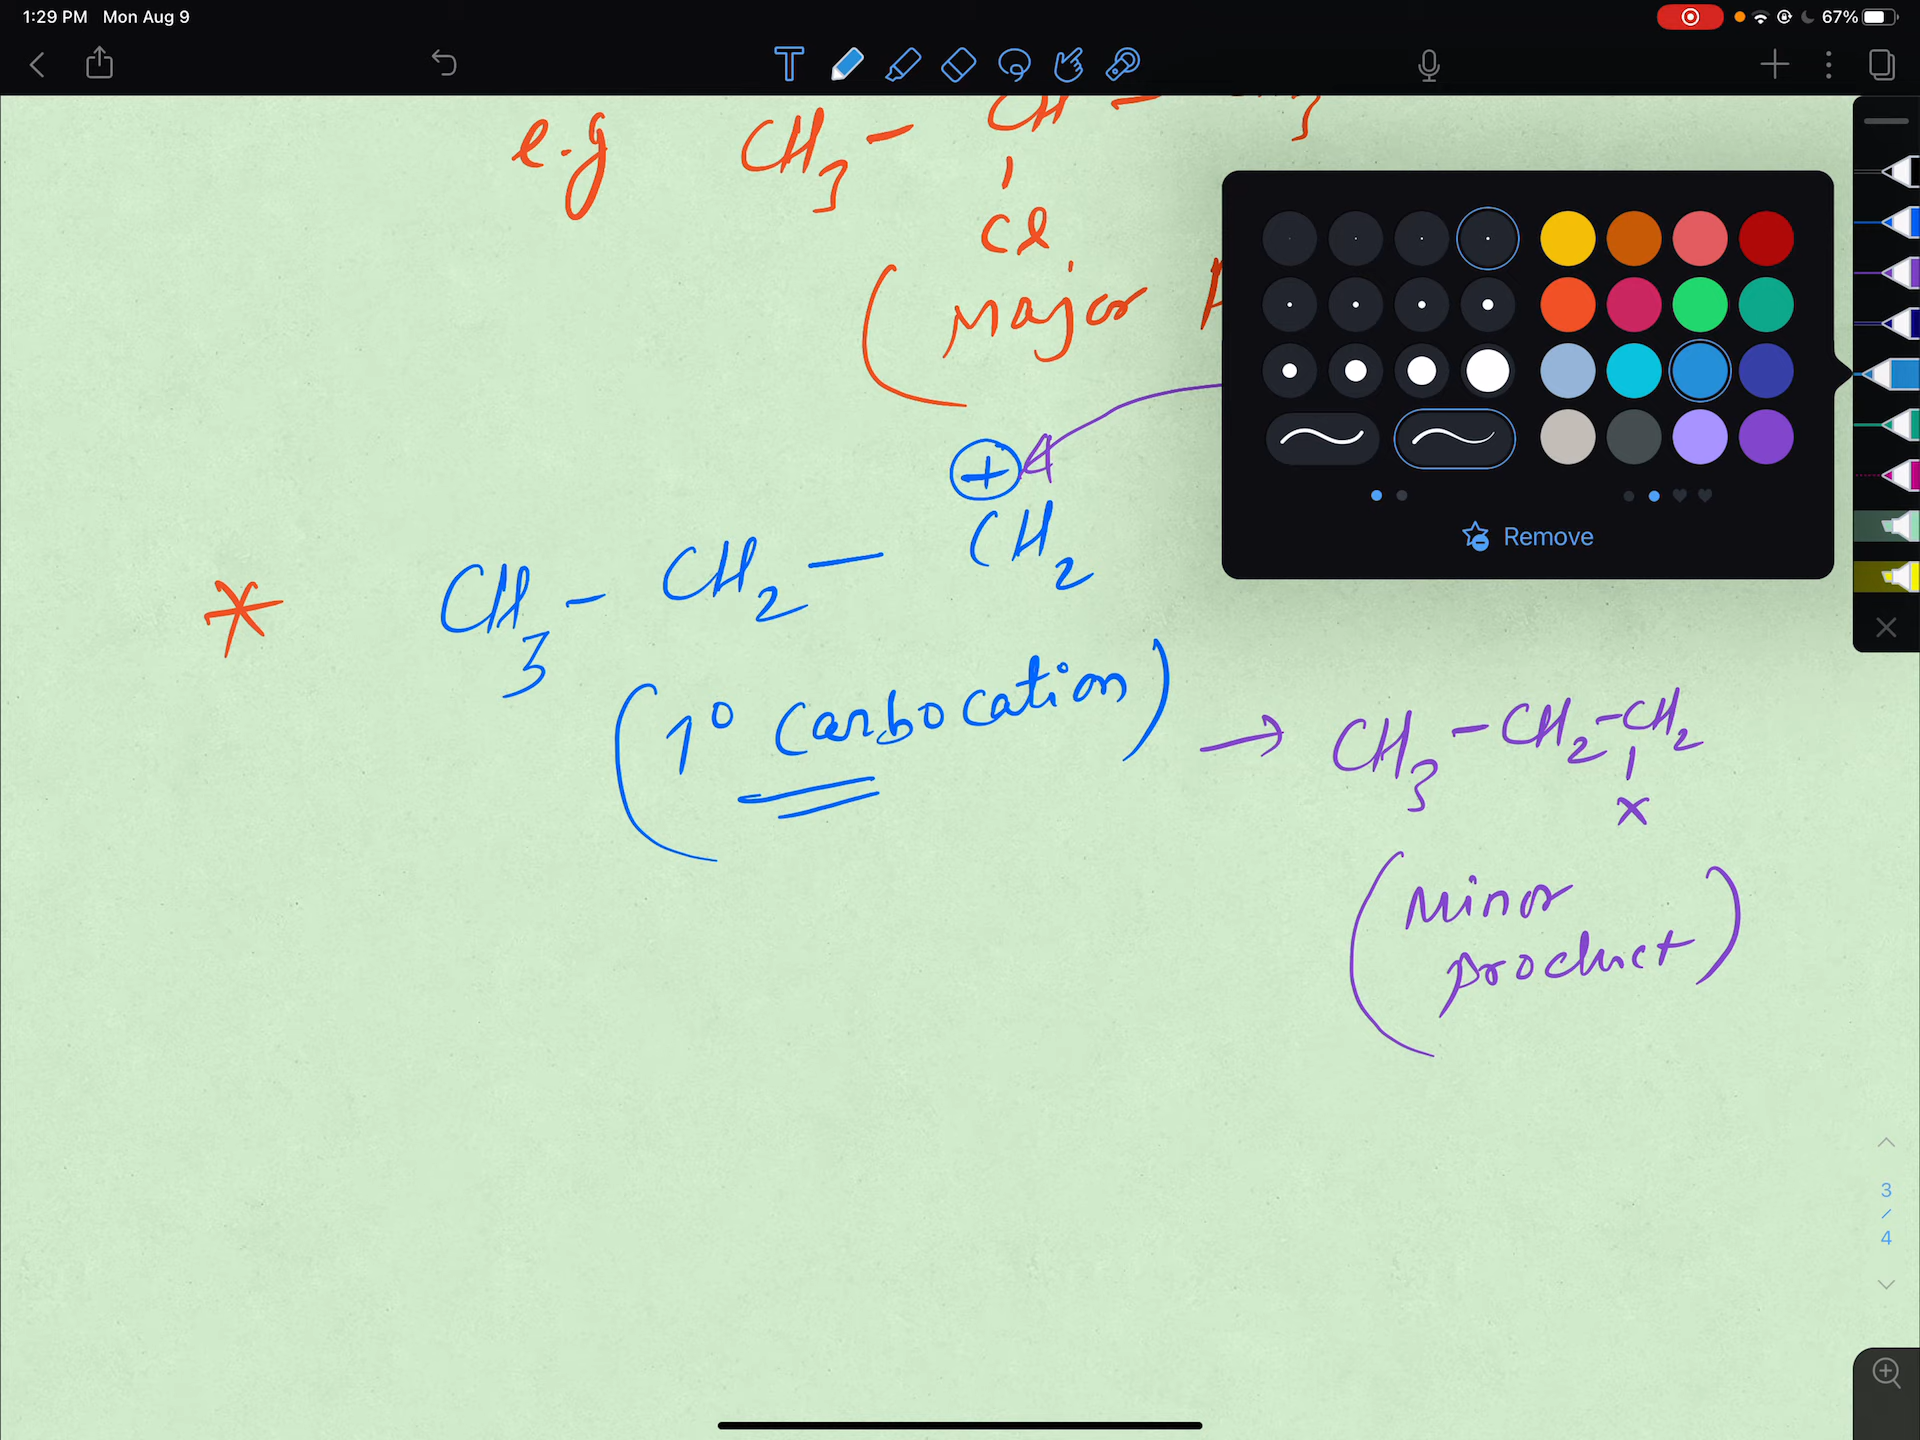 1:29 PM Mon Aug 9
67%
e.g CH3 - CH -
Cl
(Major
Remove
+
* CH3 - CH2 - CH2
(1° Carbocation)
→ CH3 - CH2 - CH2
x
(Minor
product)
3
/
4